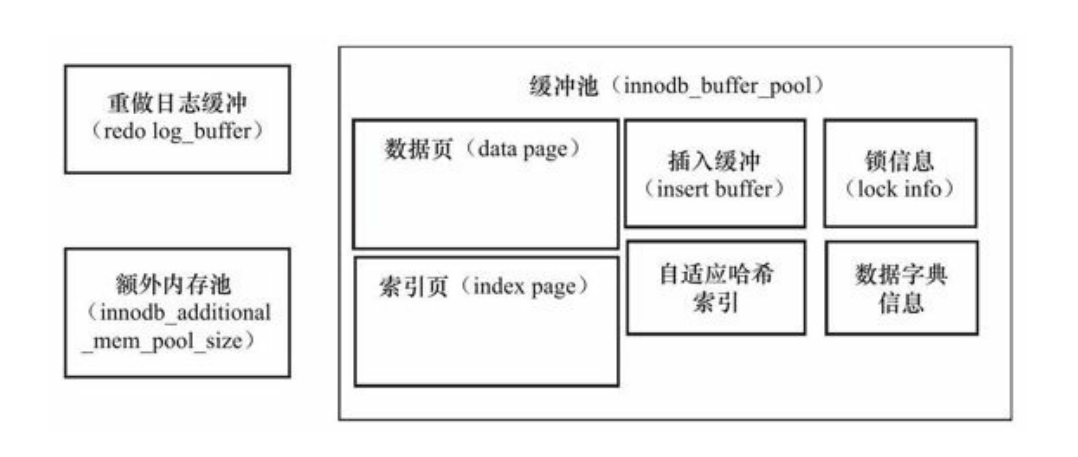 重做日志缓冲
（redo log_buffer）
额外内存池
（innodb_additional
_mem_pool_size）
缓冲池（innodb_buffer_pool）
数据页（data page）
插入缓冲
（insert buffer）
锁信息
（lock info）
索引页（index page）
自适应哈希
索引
数据字典
信息